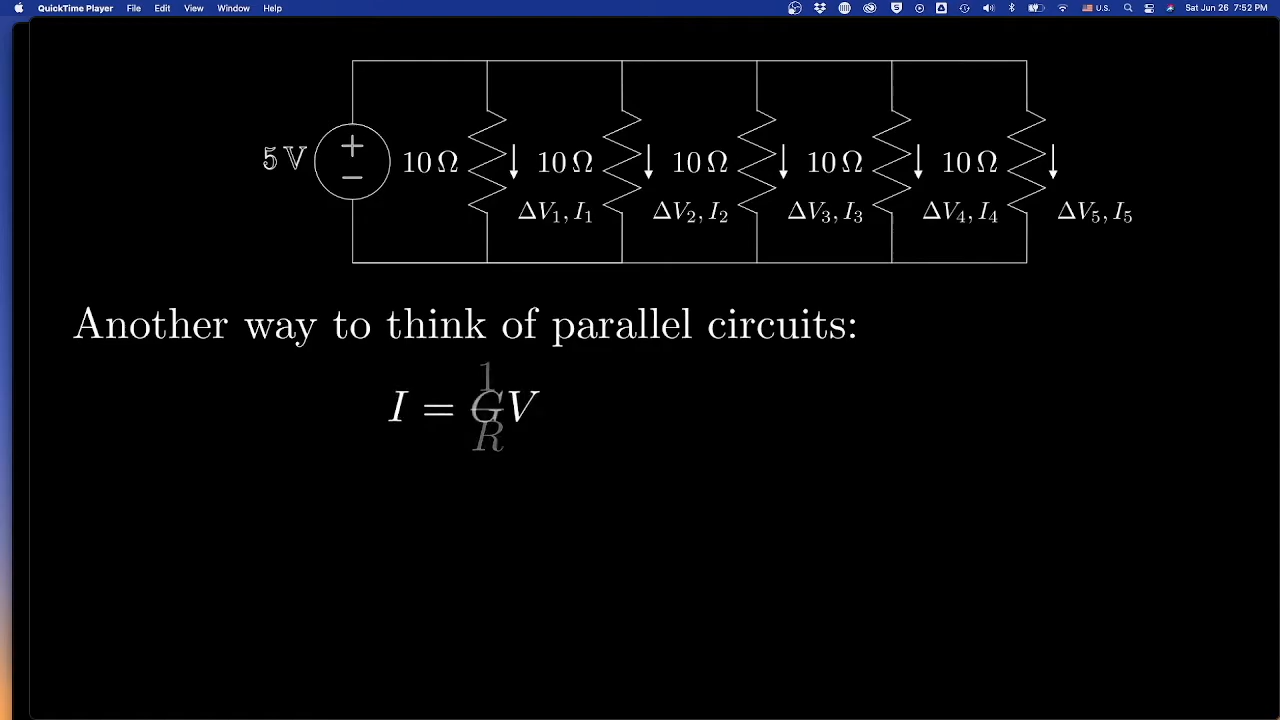 QuickTime Player File Edit View Window Help U.S. Sat Jun 26 7:52 PM
5 V 10 Ω 10 Ω 10 Ω 10 Ω 10 Ω
ΔV₁, I₁ ΔV₂, I₂ ΔV₃, I₃ ΔV₄, I₄ ΔV₅, I₅
Another way to think of parallel circuits:
1
I = G V
R